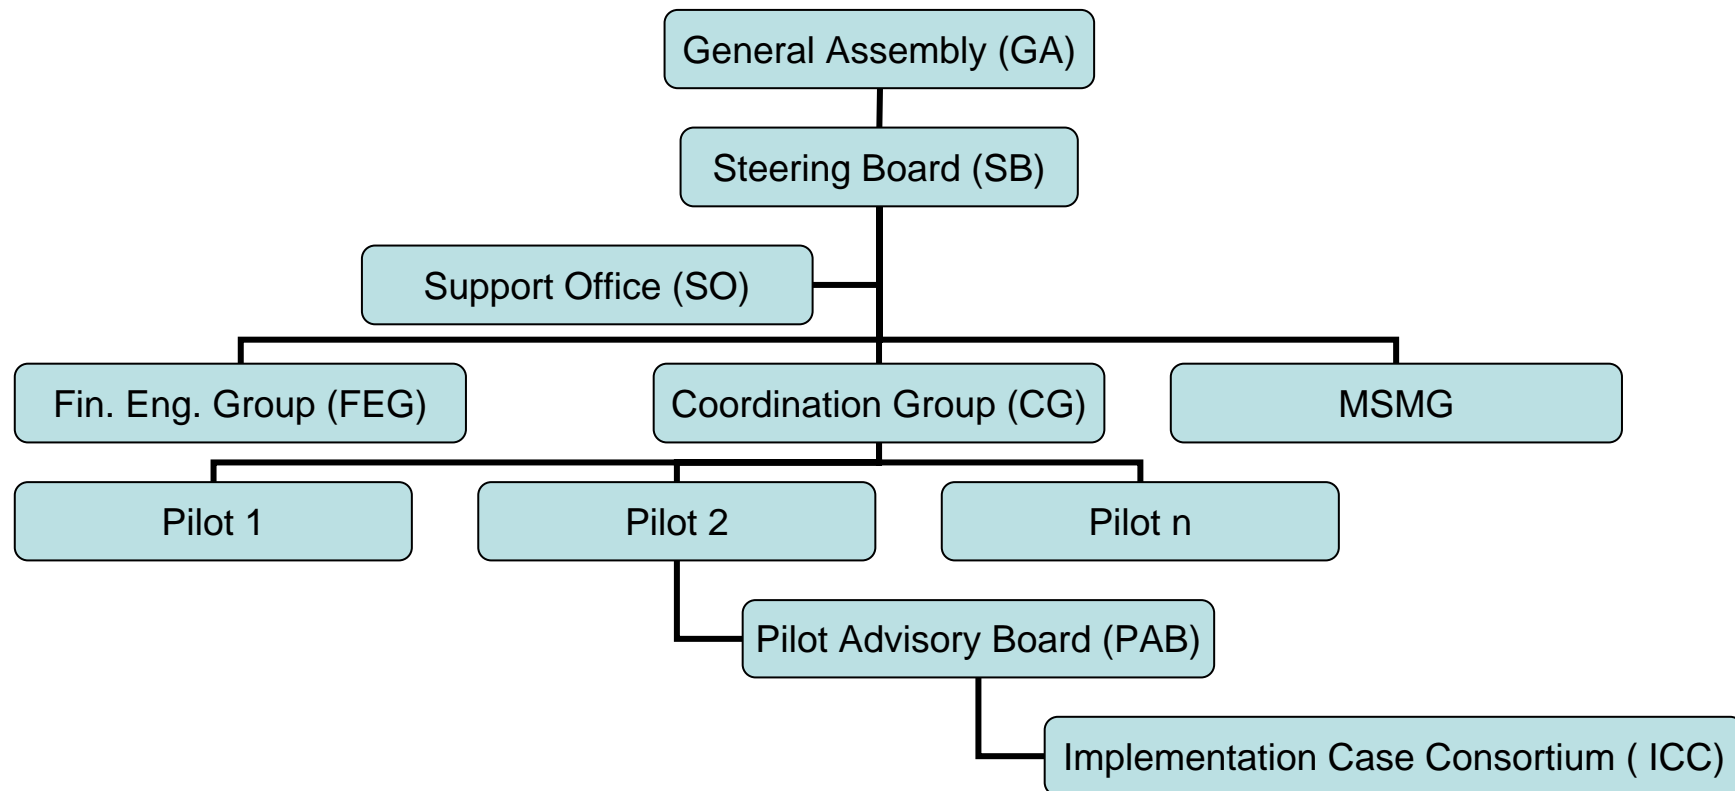 General Assembly (GA)
Steering Board (SB)
Support Office (SO)
Fin. Eng. Group (FEG)
Coordination Group (CG)
MSMG
Pilot 1
Pilot 2
Pilot n
Pilot Advisory Board (PAB)
Implementation Case Consortium ( ICC)